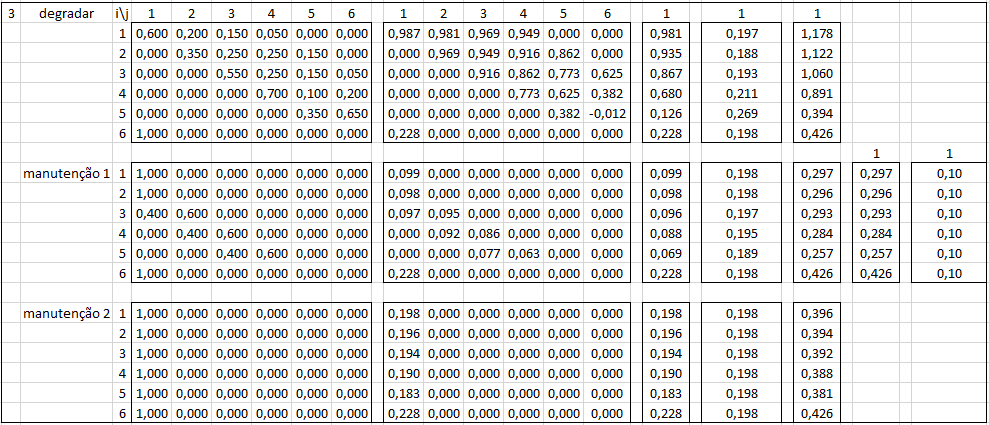 3 degradar i\j 1 2 3 4 5 6 1 2 3 4 5 6 1 1 1
1 0,600 0,200 0,150 0,050 0,000 0,000 0,987 0,981 0,969 0,949 0,000 0,000 0,981 0,197 1,178
2 0,000 0,350 0,250 0,250 0,150 0,000 0,000 0,969 0,949 0,916 0,862 0,000 0,935 0,188 1,122
3 0,000 0,000 0,550 0,250 0,150 0,050 0,000 0,000 0,916 0,862 0,773 0,625 0,867 0,193 1,060
4 0,000 0,000 0,000 0,700 0,100 0,200 0,000 0,000 0,000 0,773 0,625 0,382 0,680 0,211 0,891
5 0,000 0,000 0,000 0,000 0,350 0,650 0,000 0,000 0,000 0,000 0,382 -0,012 0,126 0,269 0,394
6 1,000 0,000 0,000 0,000 0,000 0,000 0,228 0,000 0,000 0,000 0,000 0,000 0,228 0,198 0,426
1 1
manutenção 1 1 1,000 0,000 0,000 0,000 0,000 0,000 0,099 0,000 0,000 0,000 0,000 0,000 0,099 0,198 0,297 0,297 0,10
2 1,000 0,000 0,000 0,000 0,000 0,000 0,098 0,000 0,000 0,000 0,000 0,000 0,098 0,198 0,296 0,296 0,10
3 0,400 0,600 0,000 0,000 0,000 0,000 0,097 0,095 0,000 0,000 0,000 0,000 0,096 0,197 0,293 0,293 0,10
4 0,000 0,400 0,600 0,000 0,000 0,000 0,000 0,092 0,086 0,000 0,000 0,000 0,088 0,195 0,284 0,284 0,10
5 0,000 0,000 0,400 0,600 0,000 0,000 0,000 0,000 0,077 0,063 0,000 0,000 0,069 0,189 0,257 0,257 0,10
6 1,000 0,000 0,000 0,000 0,000 0,000 0,228 0,000 0,000 0,000 0,000 0,000 0,228 0,198 0,426 0,426 0,10
manutenção 2 1 1,000 0,000 0,000 0,000 0,000 0,000 0,198 0,000 0,000 0,000 0,000 0,000 0,198 0,198 0,396
2 1,000 0,000 0,000 0,000 0,000 0,000 0,196 0,000 0,000 0,000 0,000 0,000 0,196 0,198 0,394
3 1,000 0,000 0,000 0,000 0,000 0,000 0,194 0,000 0,000 0,000 0,000 0,000 0,194 0,198 0,392
4 1,000 0,000 0,000 0,000 0,000 0,000 0,190 0,000 0,000 0,000 0,000 0,000 0,190 0,198 0,388
5 1,000 0,000 0,000 0,000 0,000 0,000 0,183 0,000 0,000 0,000 0,000 0,000 0,183 0,198 0,381
6 1,000 0,000 0,000 0,000 0,000 0,000 0,228 0,000 0,000 0,000 0,000 0,000 0,228 0,198 0,426